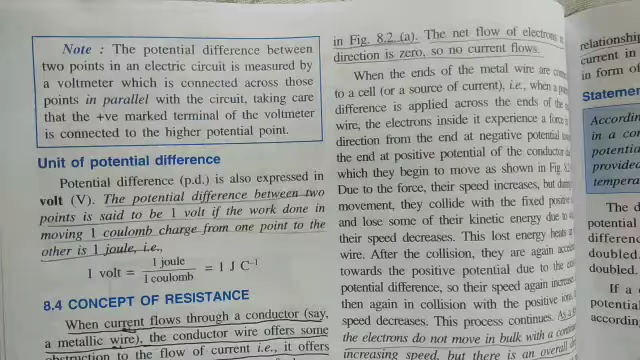 Note : The potential difference between
two points in an electric circuit is measured by
a voltmeter which is connected across those
points in parallel with the circuit, taking care
that the +ve marked terminal of the voltmeter
is connected to the higher potential point.
Unit of potential difference
Potential difference (p.d.) is also expressed in
volt (V). The potential difference between two
points is said to be 1 volt if the work done in
moving 1 coulomb charge from one point to the
other is 1 joule, i.e.,
1 volt = 1 joule / 1 coulomb = 1 J C⁻¹
8.4 CONCEPT OF RESISTANCE
When current flows through a conductor (say,
a metallic wire), the conductor wire offers some
obstruction to the flow of current i.e., it offers
in Fig. 8.2 (a). The net flow of electrons
direction is zero, so no current flows.
When the ends of the metal wire are
to a cell (or a source of current), i.e., when a
difference is applied across the ends of the
wire, the electrons inside it experience a force
direction from the end at negative potential
the end at positive potential of the conductor
which they begin to move as shown in Fig.
Due to the force, their speed increases, but
movement, they collide with the fixed positive
and lose some of their kinetic energy due to
their speed decreases. This lost energy heats
wire. After the collision, they are again
towards the positive potential due to the
potential difference, so their speed again
then again in collision with the positive
speed decreases. This process continues. As
the electrons do not move in bulk with a
increasing speed, but there is an overall
relationship
current in
in form of
Statement
in a
provided
The
potential
difference
doubled.
doubled.
If a
potential